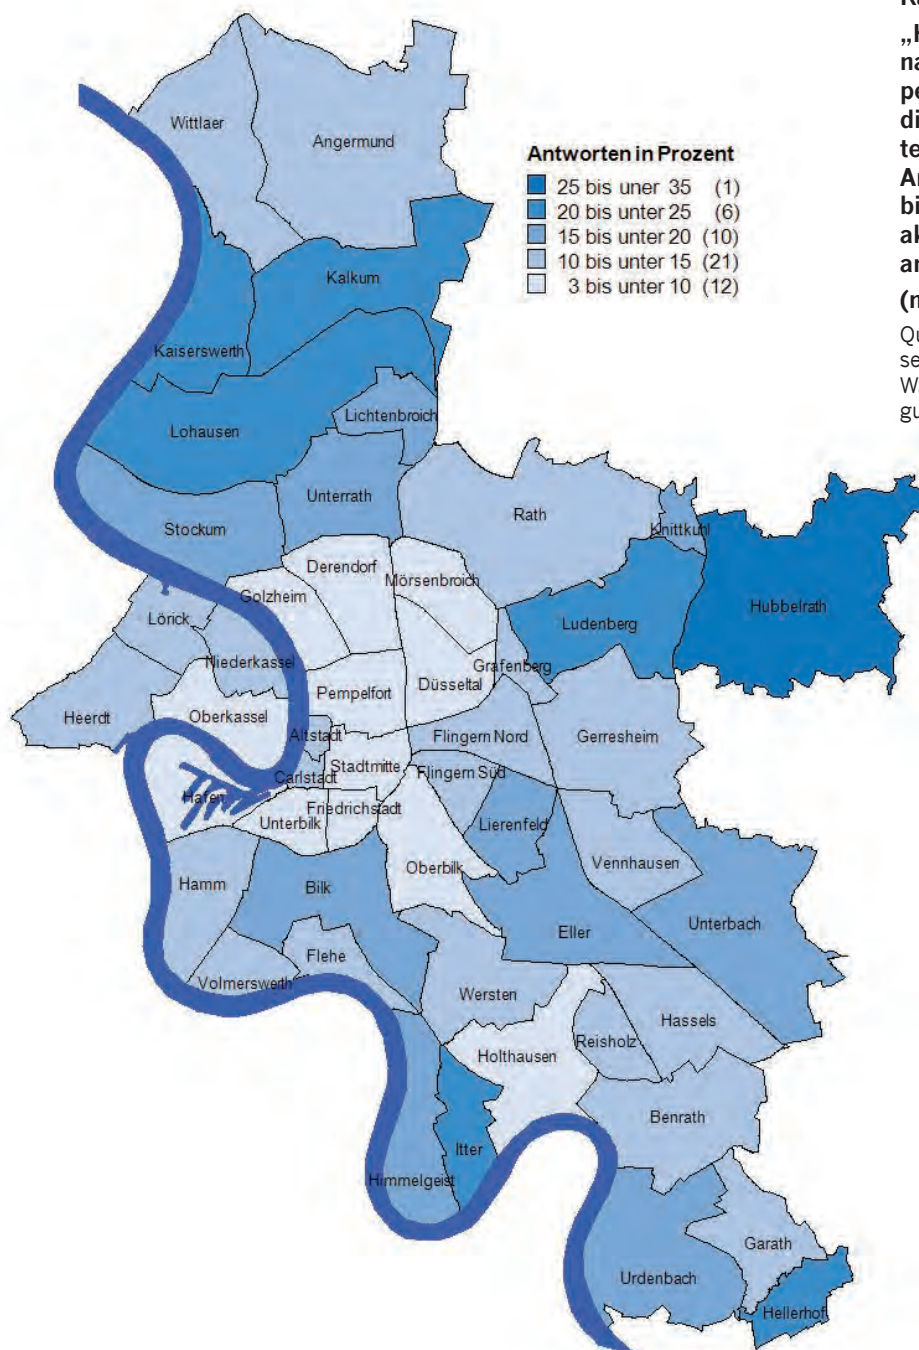 Wittlaer
Angermund
Antworten in Prozent
25 bis uner 35 (1)
20 bis unter 25 (6)
15 bis unter 20 (10)
10 bis unter 15 (21)
3 bis unter 10 (12)
Kalkum
Kaiserswerth
Lichtenbroich
Lohausen
Unterrath
Stockum
Rath
Knittkuhl
Derendorf
Mörsenbroich
Golzheim
Hubbelrath
Lörick
Ludenberg
Niederkassel
Grafenberg
Düsseltal
Pempelfort
Heerdt
Oberkassel
Altstadt
Flingern Nord
Gerresheim
Stadtmitte
Carlstadt
Flingern Süd
Hafen
Friedrichstadt
Unterbilk
Lierenfeld
Vennhausen
Oberbilk
Hamm
Bilk
Unterbach
Eller
Flehe
Volmerswerth
Wersten
Hassels
Reisholz
Holthausen
Benrath
Itter
Himmelgeist
Garath
Urdenbach
Hellerhof